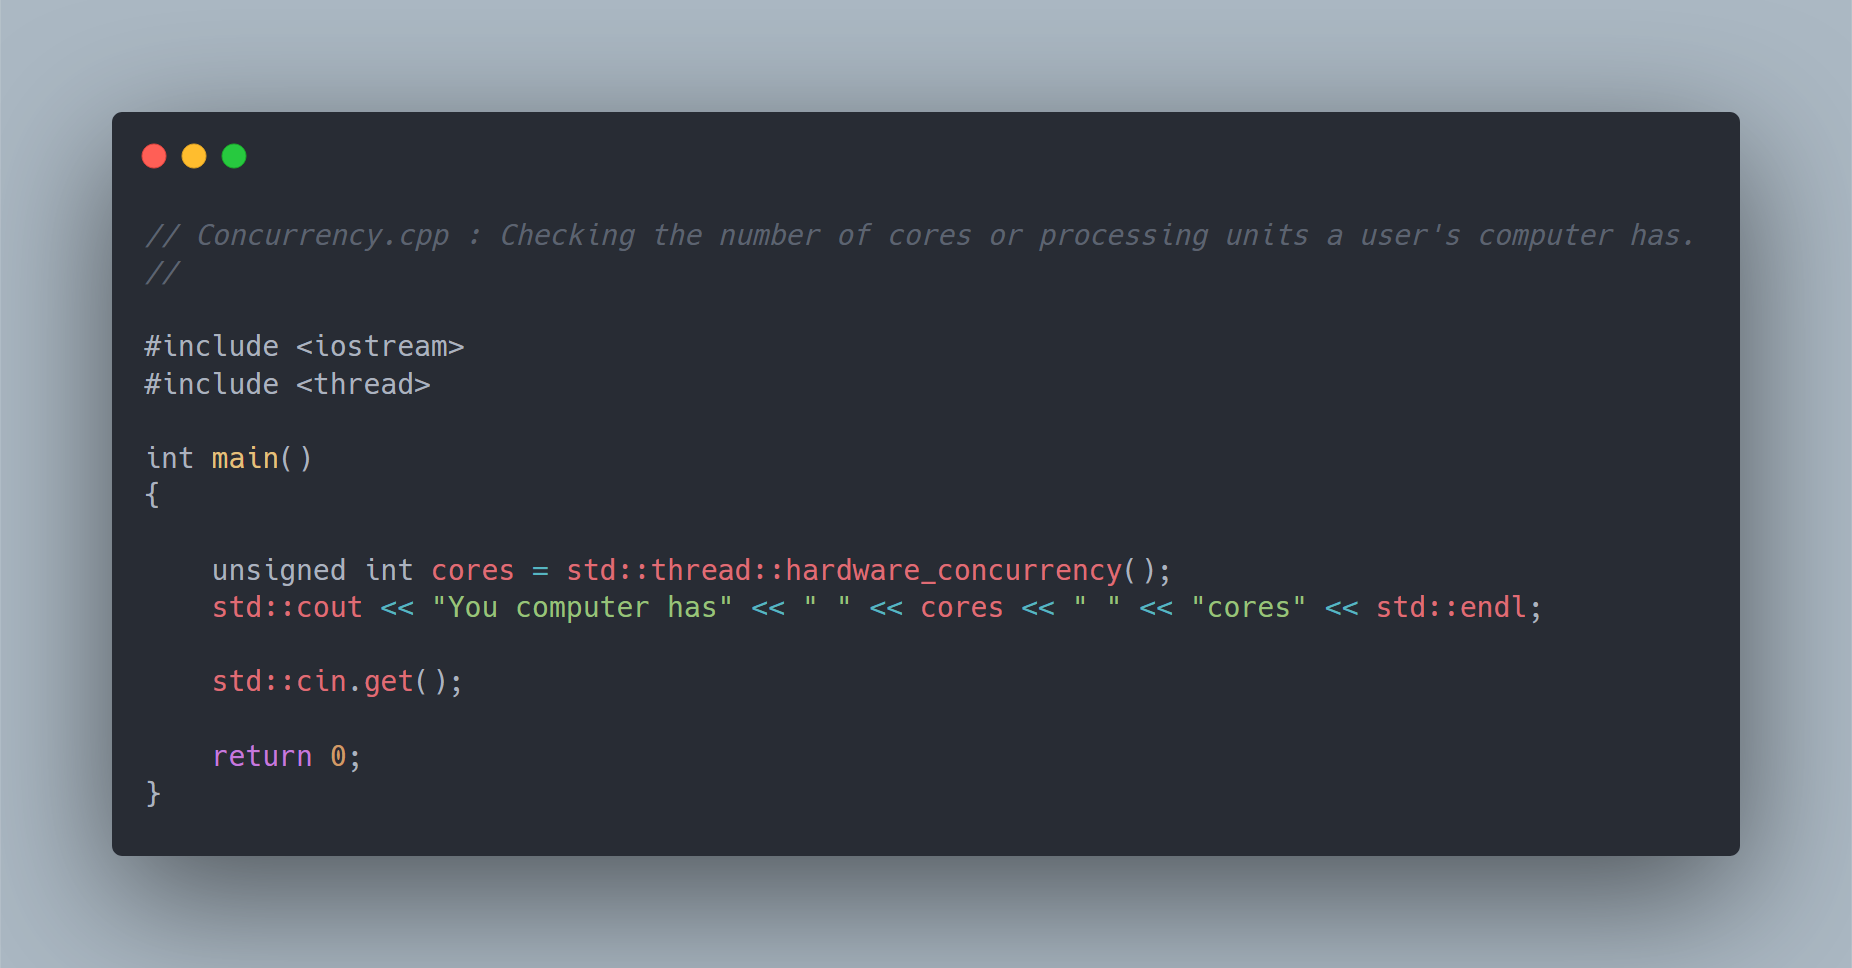 // Concurrency.cpp : Checking the number of cores or processing units a user's computer has.
//
#include <iostream>
#include <thread>
int main()
{
unsigned int cores = std::thread::hardware_concurrency();
std::cout << "You computer has" << " " << cores << " " << "cores" << std::endl;
std::cin.get();
return 0;
}